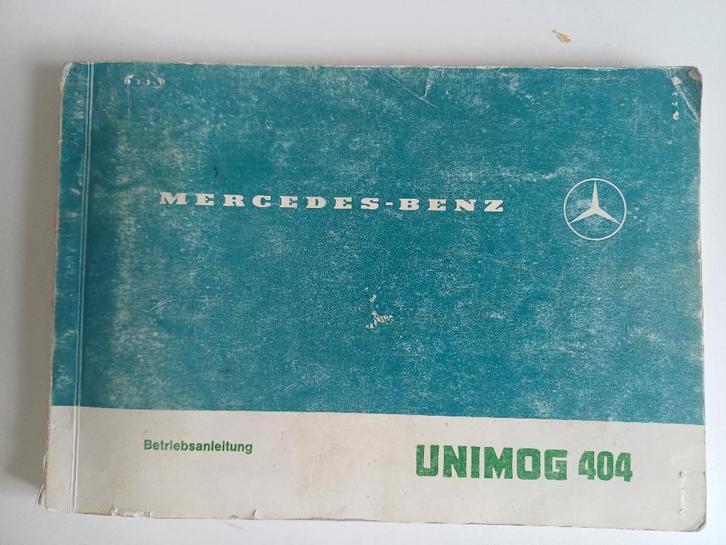 MERCEDES-BENZ
Betriebsanleitung
UNIMOG 404